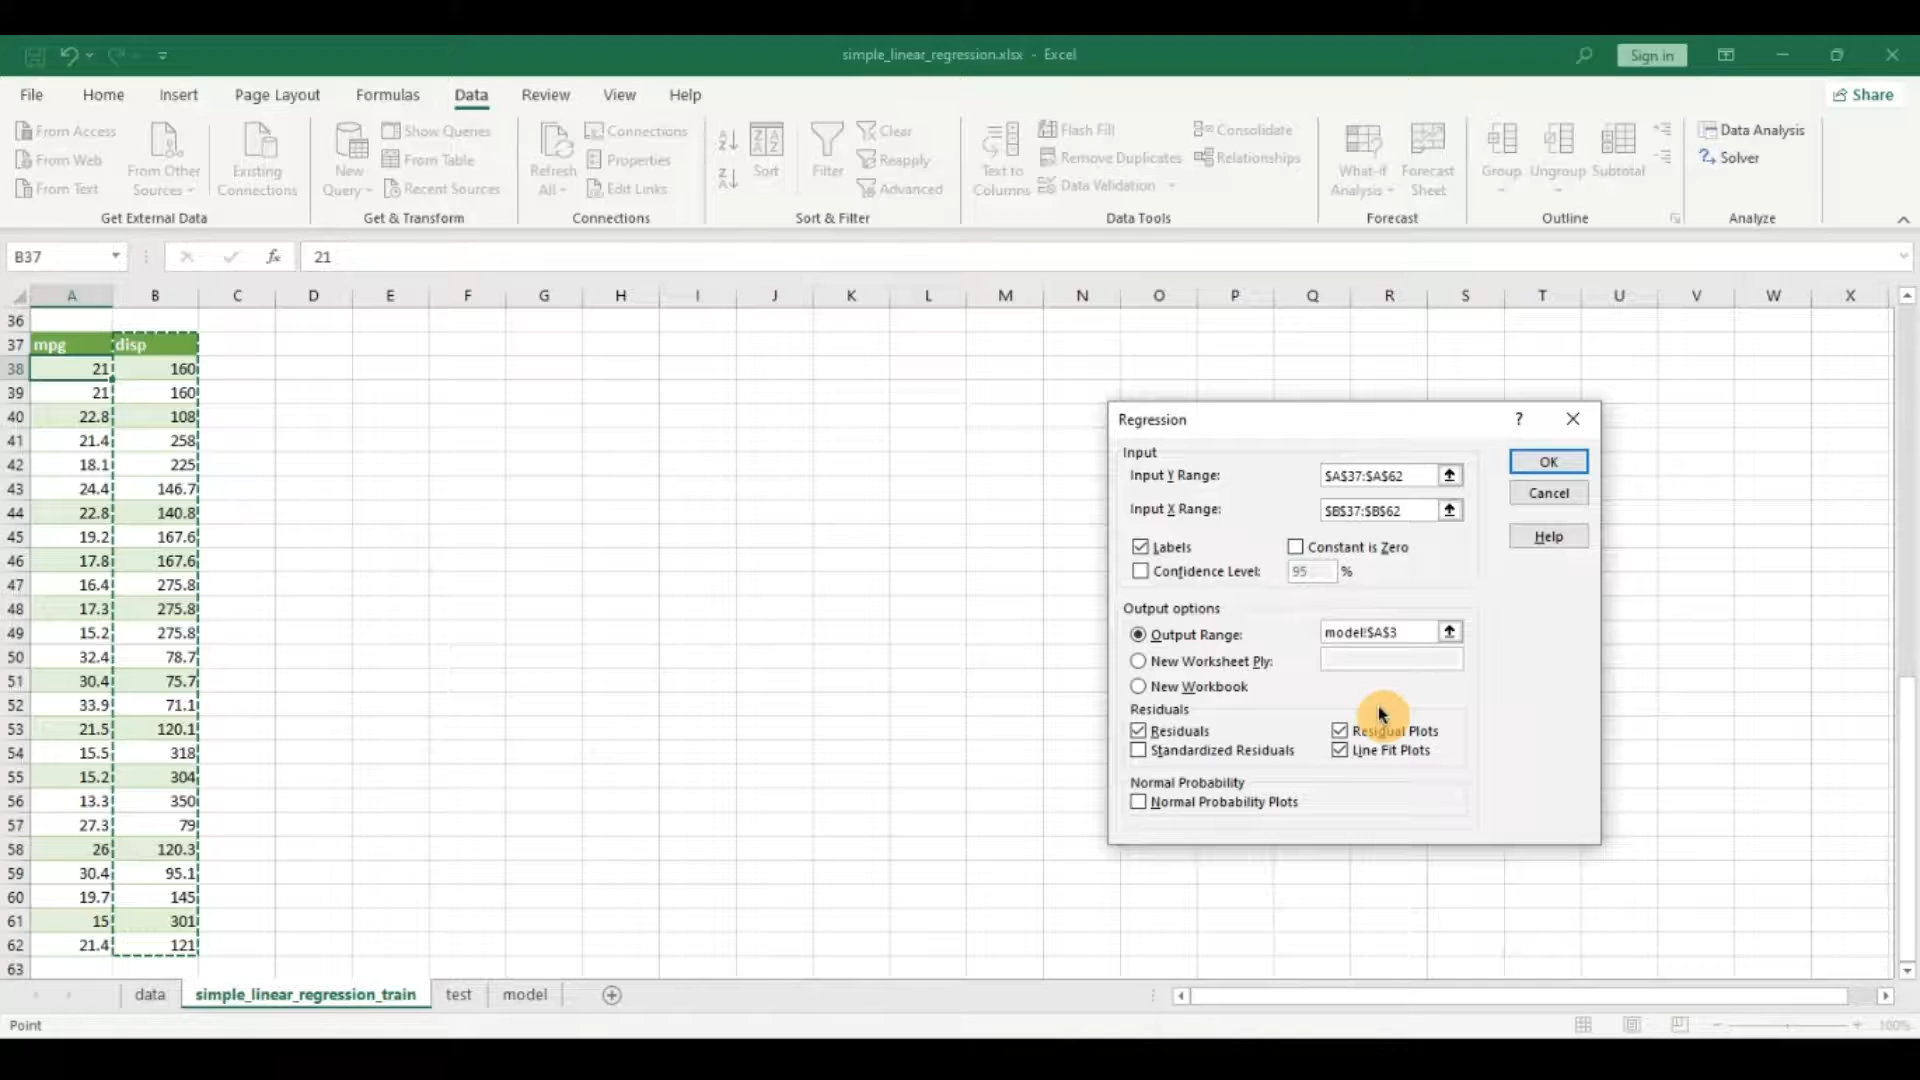 simple_linear_regression.xlsx - Excel
Sign in
File Home Insert Page Layout Formulas Data Review View Help
Share
From Access
From Web
From Text
From Other Sources
Existing Connections
Get External Data
New Query
Show Queries
From Table
Recent Sources
Get & Transform
Refresh All
Connections
Properties
Edit Links
Connections
Sort
Filter
Clear
Reapply
Advanced
Sort & Filter
Text to Columns
Flash Fill
Remove Duplicates
Data Validation
Consolidate
Relationships
Data Tools
What-If Analysis
Forecast Sheet
Forecast
Group
Ungroup
Subtotal
Outline
Data Analysis
Solver
Analyze
B37 fx 21
A B C D E F G H I J K L M N O P Q R S T U V W X
36
37 mpg disp
38 21 160
39 21 160
40 22.8 108
41 21.4 258
42 18.1 225
43 24.4 146.7
44 22.8 140.8
45 19.2 167.6
46 17.8 167.6
47 16.4 275.8
48 17.3 275.8
49 15.2 275.8
50 32.4 78.7
51 30.4 75.7
52 33.9 71.1
53 21.5 120.1
54 15.5 318
55 15.2 304
56 13.3 350
57 27.3 79
58 26 120.3
59 30.4 95.1
60 19.7 145
61 15 301
62 21.4 121
63
Regression ?
Input
Input Y Range: $A$37:$A$62
Input X Range: $B$37:$B$62
Labels Constant is Zero
Confidence Level: 95 %
OK
Cancel
Help
Output options
Output Range: model!$A$3
New Worksheet Ply:
New Workbook
Residuals
Residuals Residual Plots
Standardized Residuals Line Fit Plots
Normal Probability
Normal Probability Plots
data simple_linear_regression_train test model
Point
100%